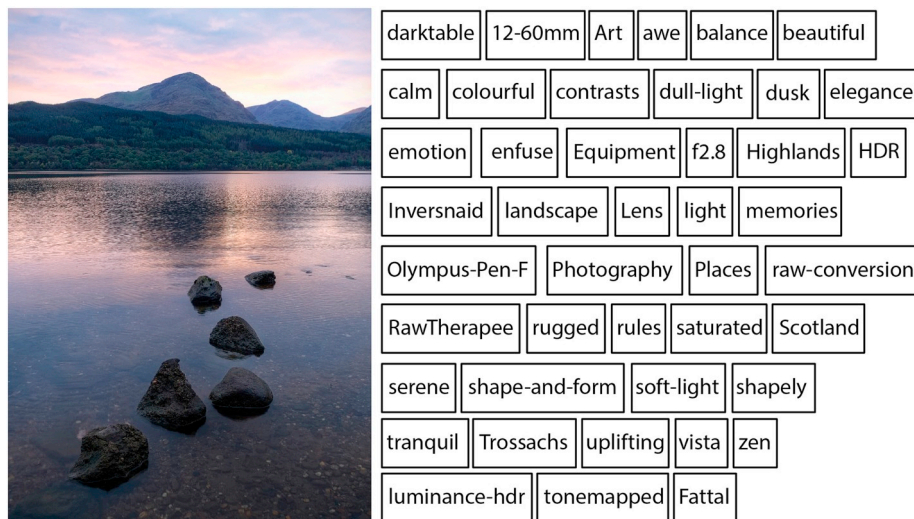 darktable 12-60mm Art awe balance beautiful
calm colourful contrasts dull-light dusk elegance
emotion enfuse Equipment f2.8 Highlands HDR
Inversnaid landscape Lens light memories
Olympus-Pen-F Photography Places raw-conversion
RawTherapee rugged rules saturated Scotland
serene shape-and-form soft-light shapely
tranquil Trossachs uplifting vista zen
luminance-hdr tonemapped Fattal